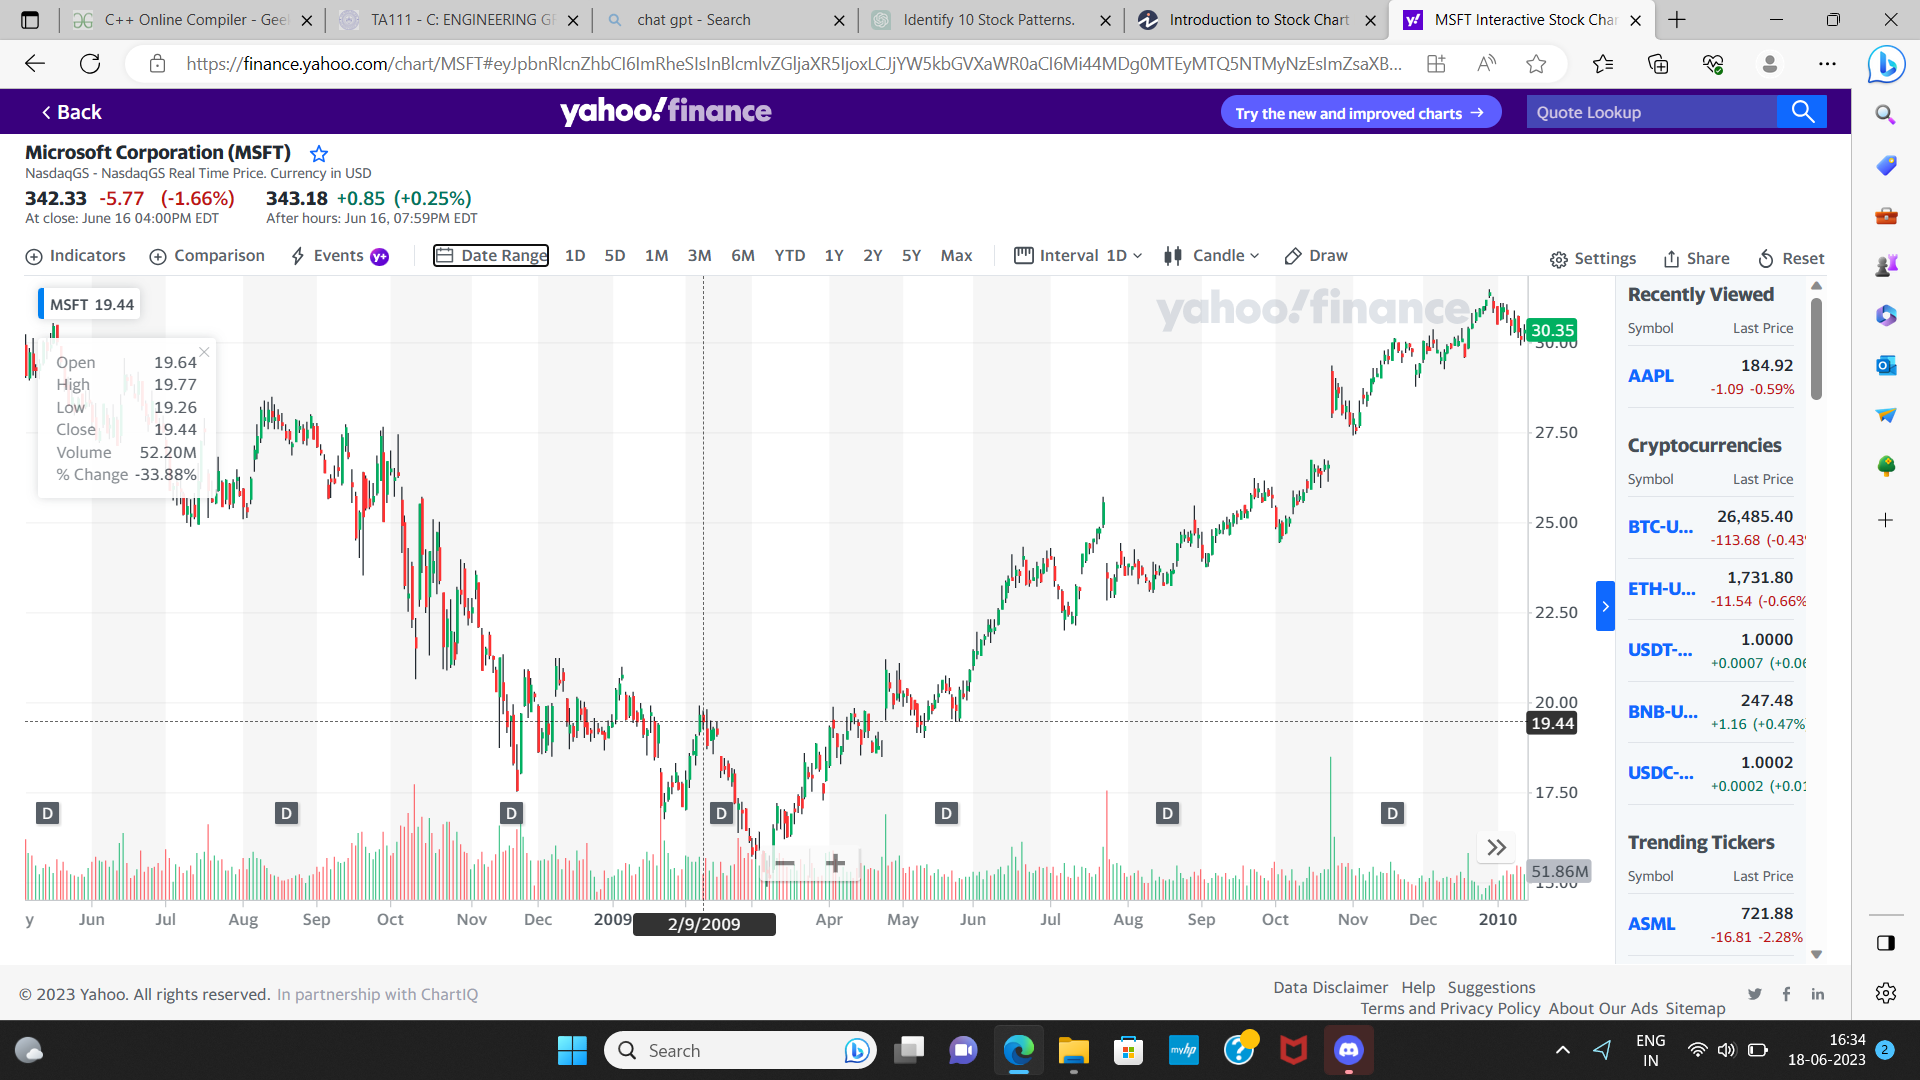 C++ Online Compiler - Gee
TA111 - C: ENGINEERING GR
chat gpt - Search
Identify 10 Stock Patterns.
Introduction to Stock Chart
MSFT Interactive Stock Char
https://finance.yahoo.com/chart/MSFT#eyJpbnRlcnZhbCI6ImRheSIsInBlcmlvZGljaXR5IjoxLCJjYW5kbGVXaWR0aCI6Mi44MDg0MTEyMTQ5NTMyNzEsImZsaXB...
Back
yahoo!finance
Try the new and improved charts →
Quote Lookup
Microsoft Corporation (MSFT)
NasdaqGS - NasdaqGS Real Time Price. Currency in USD
342.33 -5.77 (-1.66%) 343.18 +0.85 (+0.25%)
At close: June 16 04:00PM EDT After hours: Jun 16, 07:59PM EDT
Indicators Comparison Events y+ Date Range 1D 5D 1M 3M 6M YTD 1Y 2Y 5Y Max Interval 1D Candle Draw Settings Share Reset
MSFT 19.44
yahoo!finance
Open 19.64
High 19.77
Low 19.26
Close 19.44
Volume 52.20M
% Change -33.88%
30.35
30.00
27.50
25.00
22.50
20.00
19.44
17.50
51.86M
15.00
D D D D D D D
y Jun Jul Aug Sep Oct Nov Dec 2009 2/9/2009 Apr May Jun Jul Aug Sep Oct Nov Dec 2010
Recently Viewed
Symbol Last Price
AAPL 184.92
-1.09 -0.59%
Cryptocurrencies
Symbol Last Price
BTC-U... 26,485.40
-113.68 (-0.43%
ETH-U... 1,731.80
-11.54 (-0.66%
USDT-... 1.0000
+0.0007 (+0.06
BNB-U... 247.48
+1.16 (+0.47%
USDC-... 1.0002
+0.0002 (+0.01
Trending Tickers
Symbol Last Price
ASML 721.88
-16.81 -2.28%
© 2023 Yahoo. All rights reserved. In partnership with ChartIQ
Data Disclaimer Help Suggestions
Terms and Privacy Policy About Our Ads Sitemap
Search
myhp
ENG
IN
16:34
18-06-2023
2